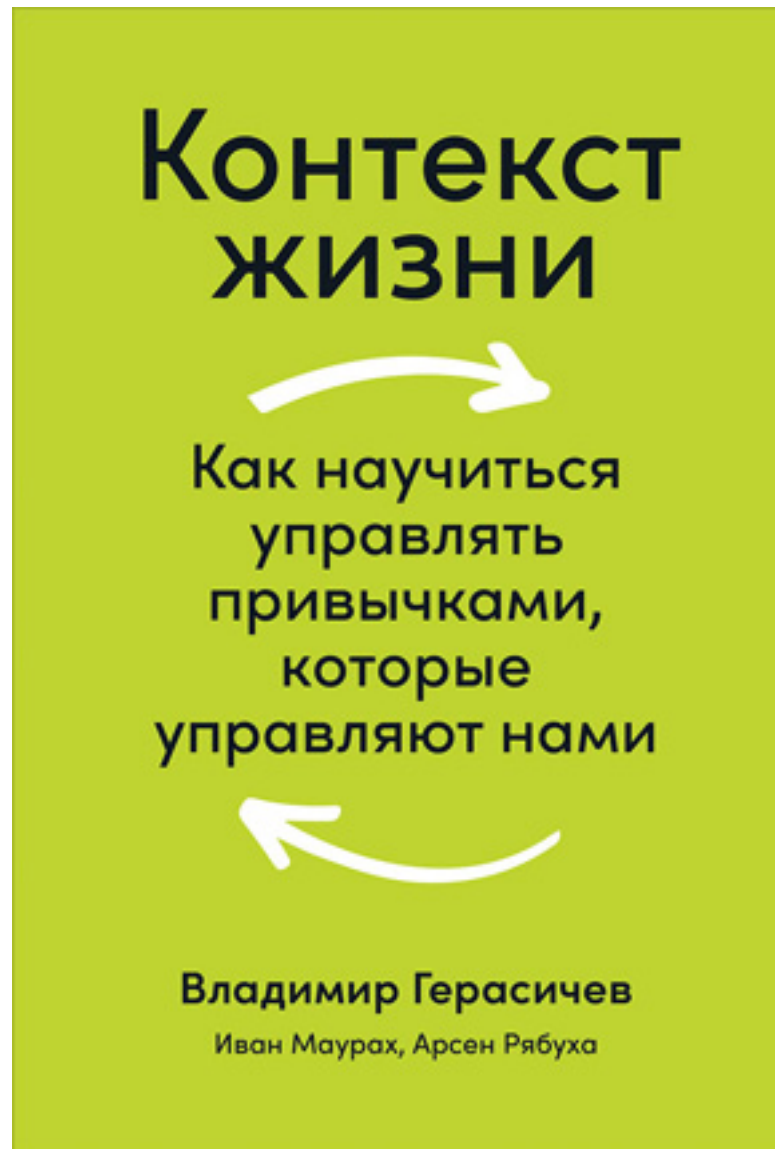 Контекст
жизни
Как научиться
управлять
привычками,
которые
управляют нами
Владимир Герасичев
Иван Маурах, Арсен Рябуха